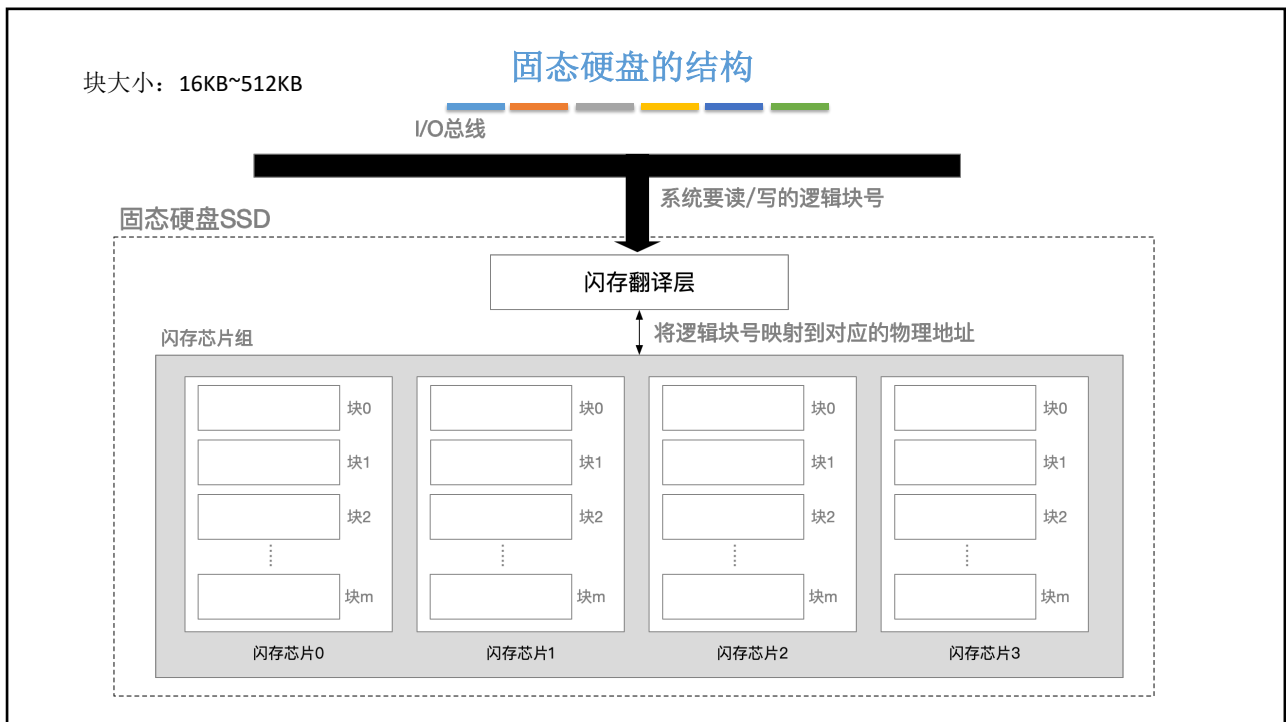 固态硬盘的结构
块大小：16KB~512KB
I/O总线
系统要读/写的逻辑块号
固态硬盘SSD
闪存翻译层
将逻辑块号映射到对应的物理地址
闪存芯片组
块0
块1
块2
块m
闪存芯片0
块0
块1
块2
块m
闪存芯片1
块0
块1
块2
块m
闪存芯片2
块0
块1
块2
块m
闪存芯片3